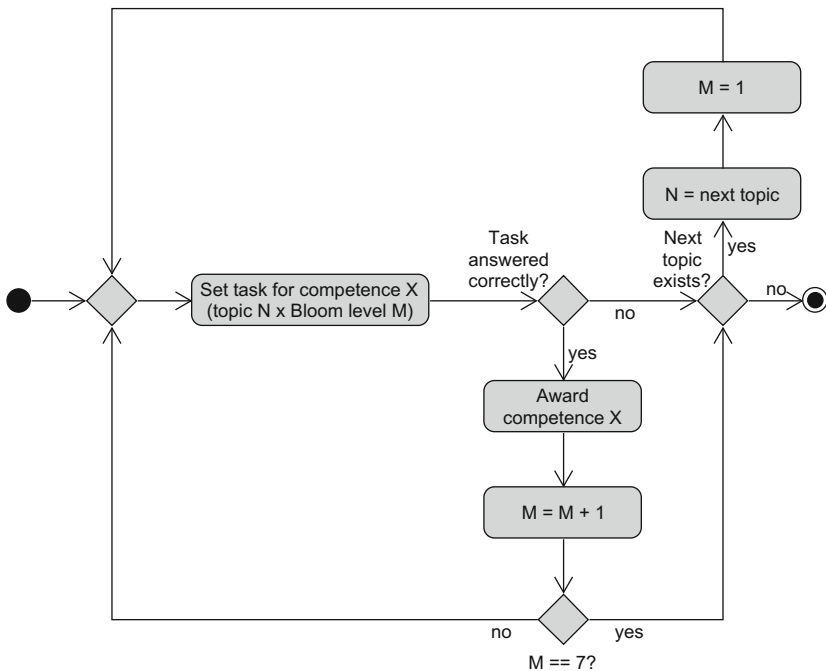 M = 1
N = next topic
Task
answered
correctly?
Next
topic
exists?
yes
no
Set task for competence X
(topic N x Bloom level M)
no
yes
Award
competence X
M = M + 1
no
yes
M == 7?